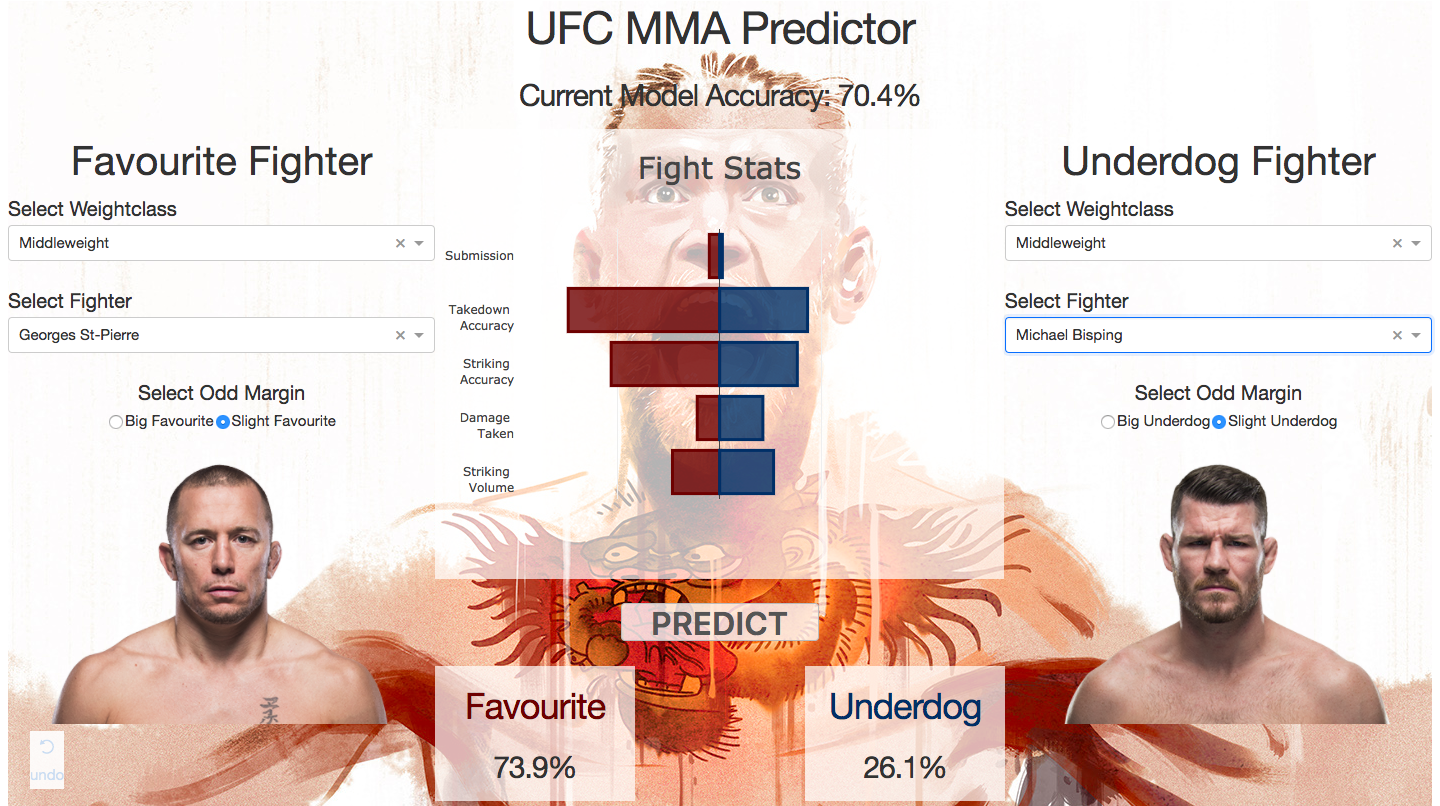 UFC MMA Predictor
Current Model Accuracy: 70.4%
Favourite Fighter
Select Weightclass
Middleweight
Select Fighter
Georges St-Pierre
Select Odd Margin
Big Favourite Slight Favourite
Fight Stats
Submission
Takedown
Accuracy
Striking
Accuracy
Damage
Taken
Striking
Volume
Underdog Fighter
Select Weightclass
Middleweight
Select Fighter
Michael Bisping
Select Odd Margin
Big Underdog Slight Underdog
PREDICT
Favourite
73.9%
Underdog
26.1%
undo